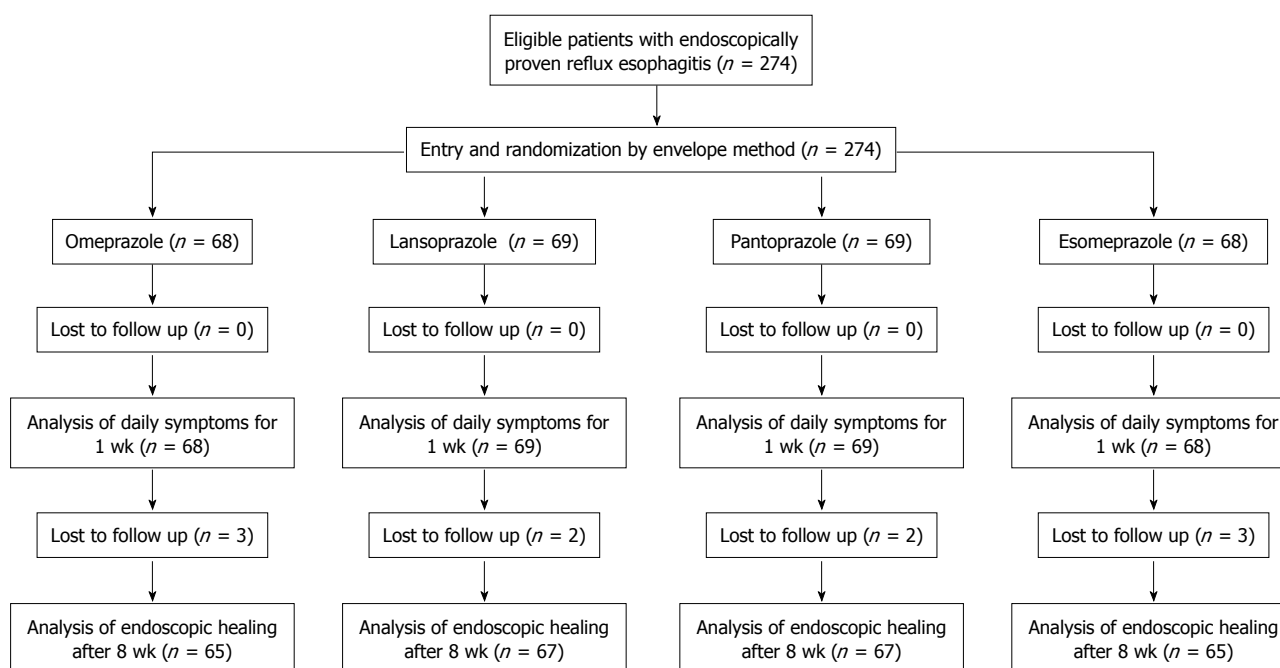 Eligible patients with endoscopically
proven reflux esophagitis (n = 274)
Entry and randomization by envelope method (n = 274)
Omeprazole (n = 68)
Lansoprazole (n = 69)
Pantoprazole (n = 69)
Esomeprazole (n = 68)
Lost to follow up (n = 0)
Lost to follow up (n = 0)
Lost to follow up (n = 0)
Lost to follow up (n = 0)
Analysis of daily symptoms for
1 wk (n = 68)
Analysis of daily symptoms for
1 wk (n = 69)
Analysis of daily symptoms for
1 wk (n = 69)
Analysis of daily symptoms for
1 wk (n = 68)
Lost to follow up (n = 3)
Lost to follow up (n = 2)
Lost to follow up (n = 2)
Lost to follow up (n = 3)
Analysis of endoscopic healing
after 8 wk (n = 65)
Analysis of endoscopic healing
after 8 wk (n = 67)
Analysis of endoscopic healing
after 8 wk (n = 67)
Analysis of endoscopic healing
after 8 wk (n = 65)